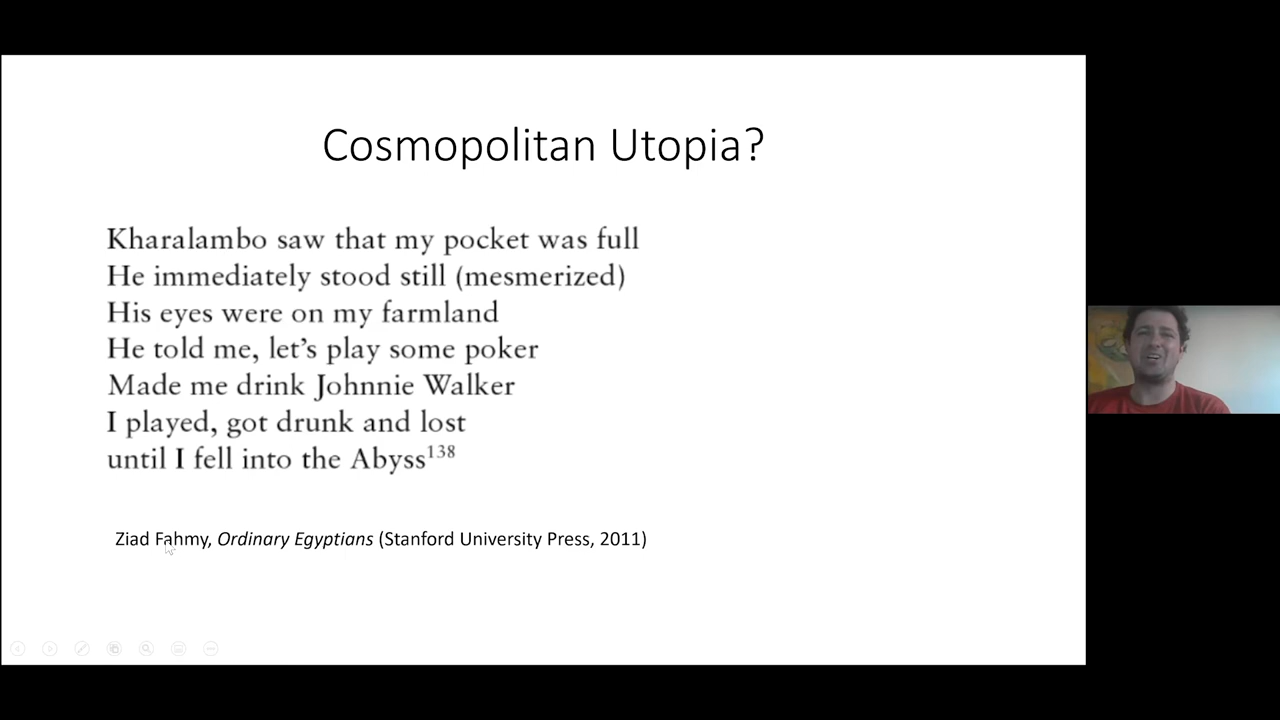 Cosmopolitan Utopia?
Kharalambo saw that my pocket was full
He immediately stood still (mesmerized)
His eyes were on my farmland
He told me, let’s play some poker
Made me drink Johnnie Walker
I played, got drunk and lost
until I fell into the Abyss¹³⁸
Ziad Fahmy, Ordinary Egyptians (Stanford University Press, 2011)